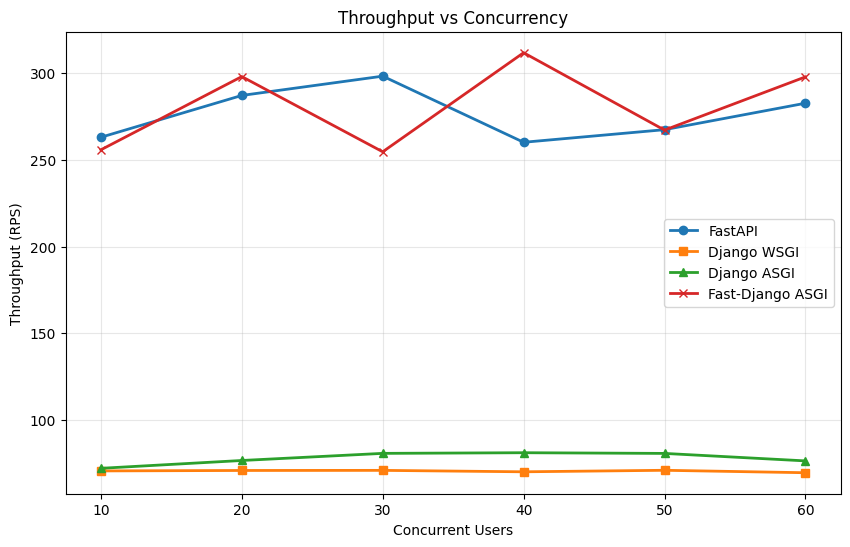 Throughput vs Concurrency
Throughput (RPS)
300
250
200
150
100
FastAPI
Django WSGI
Django ASGI
Fast-Django ASGI
10 20 30 40 50 60
Concurrent Users